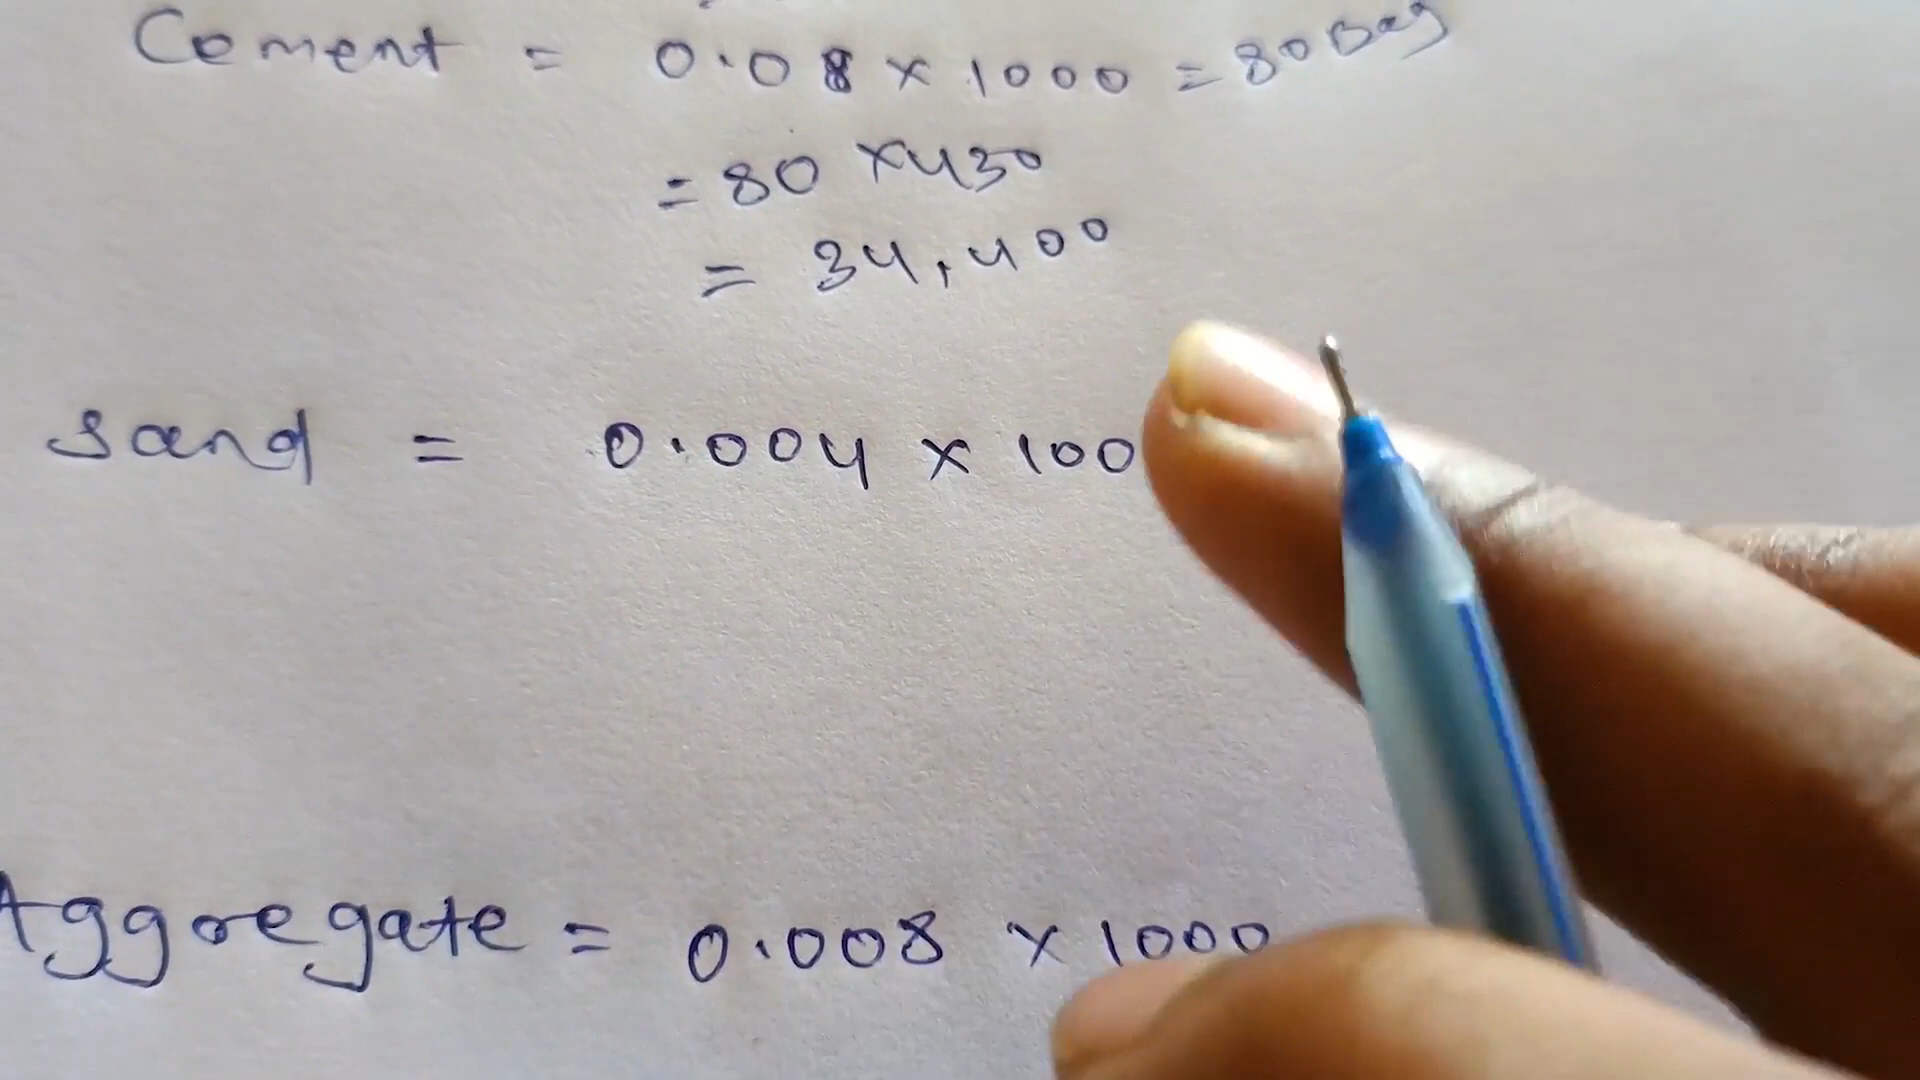 Cement = 0.08 x 1000 = 80 Bag
= 80 x 430
= 34,400
Sand = 0.004 x 100
Aggregate = 0.008 x 1000